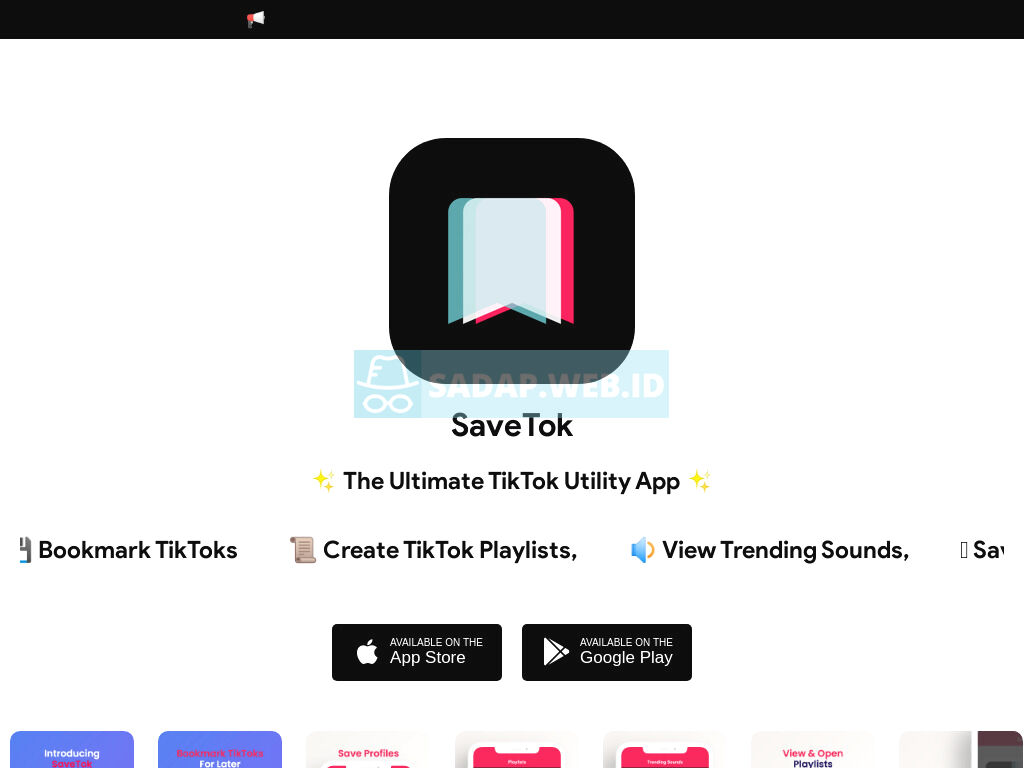 SADAP.WEB.ID
SaveTok
✨ The Ultimate TikTok Utility App ✨
Bookmark TikToks
📜 Create TikTok Playlists,
🔊 View Trending Sounds,
AVAILABLE ON THE
App Store
AVAILABLE ON THE
Google Play
Introducing
SaveTok
Bookmark TikToks
For Later
Save Profiles
Playlists
Trending Sounds
View & Open
Playlists